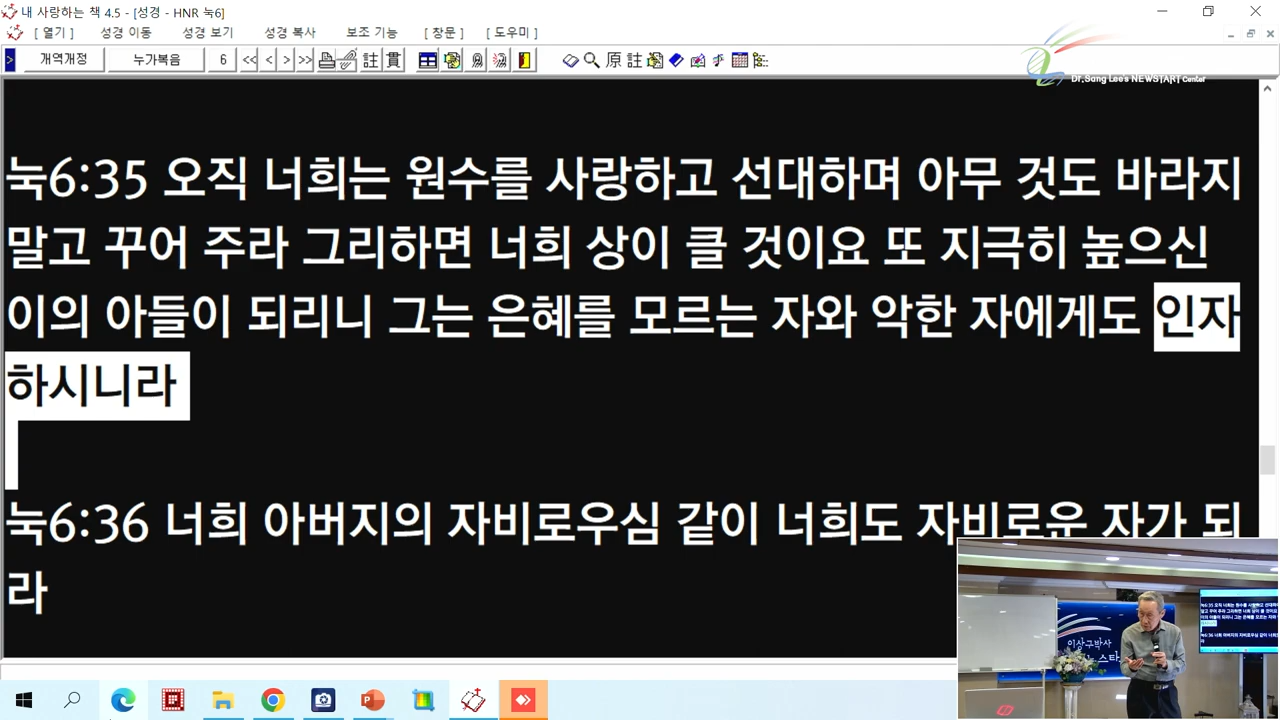 내 사랑하는 책 4.5 - [성경 - HNR 눅6]
[ 열기 ] 성경 이동 성경 보기 성경 복사 보조 기능 [ 창문 ] [ 도우미 ]
개역개정 누가복음 6 << < > >> 註 貫 原 註
Dr.Sang Lee's NEWSTART Center
눅6:35 오직 너희는 원수를 사랑하고 선대하며 아무 것도 바라지
말고 꾸어 주라 그리하면 너희 상이 클 것이요 또 지극히 높으신
이의 아들이 되리니 그는 은혜를 모르는 자와 악한 자에게도 인자
하시니라
눅6:36 너희 아버지의 자비로우심 같이 너희도 자비로운 자가 되
라
이상구박사